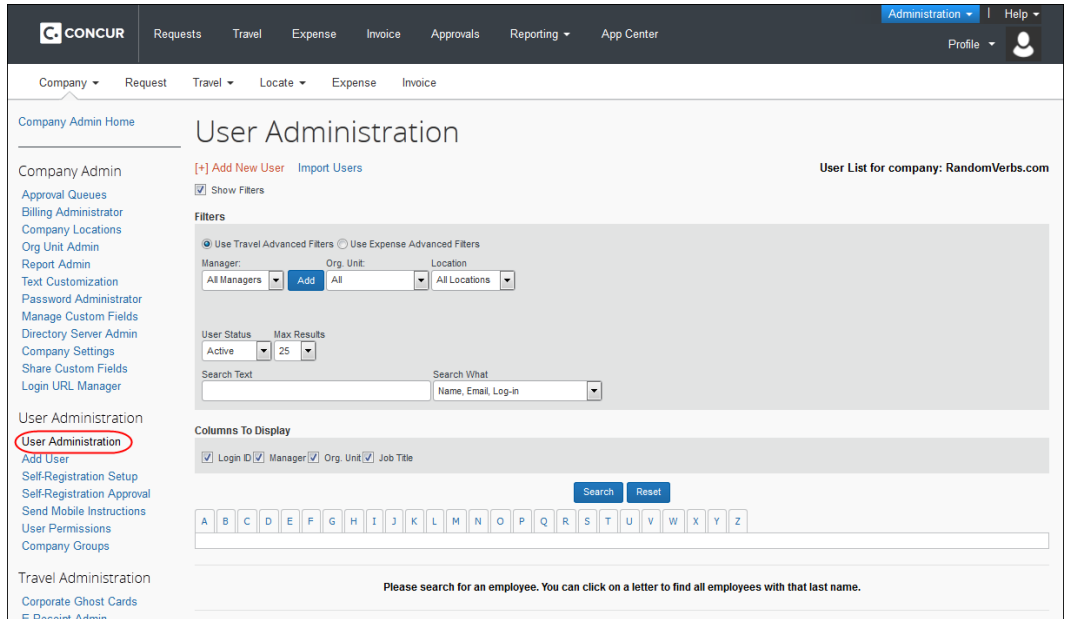 Administration | Help
C. CONCUR Requests Travel Expense Invoice Approvals Reporting App Center
Profile
Company Request Travel Locate Expense Invoice
Company Admin Home
Company Admin
Approval Queues
Billing Administrator
Company Locations
Org Unit Admin
Report Admin
Text Customization
Password Administrator
Manage Custom Fields
Directory Server Admin
Company Settings
Share Custom Fields
Login URL Manager
User Administration
User Administration
Add User
Self-Registration Setup
Self-Registration Approval
Send Mobile Instructions
User Permissions
Company Groups
Travel Administration
Corporate Ghost Cards
E-Receipt Admin
User Administration
[+] Add New User Import Users
User List for company: RandomVerbs.com
Show Filters
Filters
Use Travel Advanced Filters Use Expense Advanced Filters
Manager: Org. Unit: Location
All Managers Add All All Locations
User Status Max Results
Active 25
Search Text Search What
Name, Email, Log-in
Columns To Display
Login ID Manager Org. Unit Job Title
Search Reset
A B C D E F G H I J K L M N O P Q R S T U V W X Y Z
Please search for an employee. You can click on a letter to find all employees with that last name.